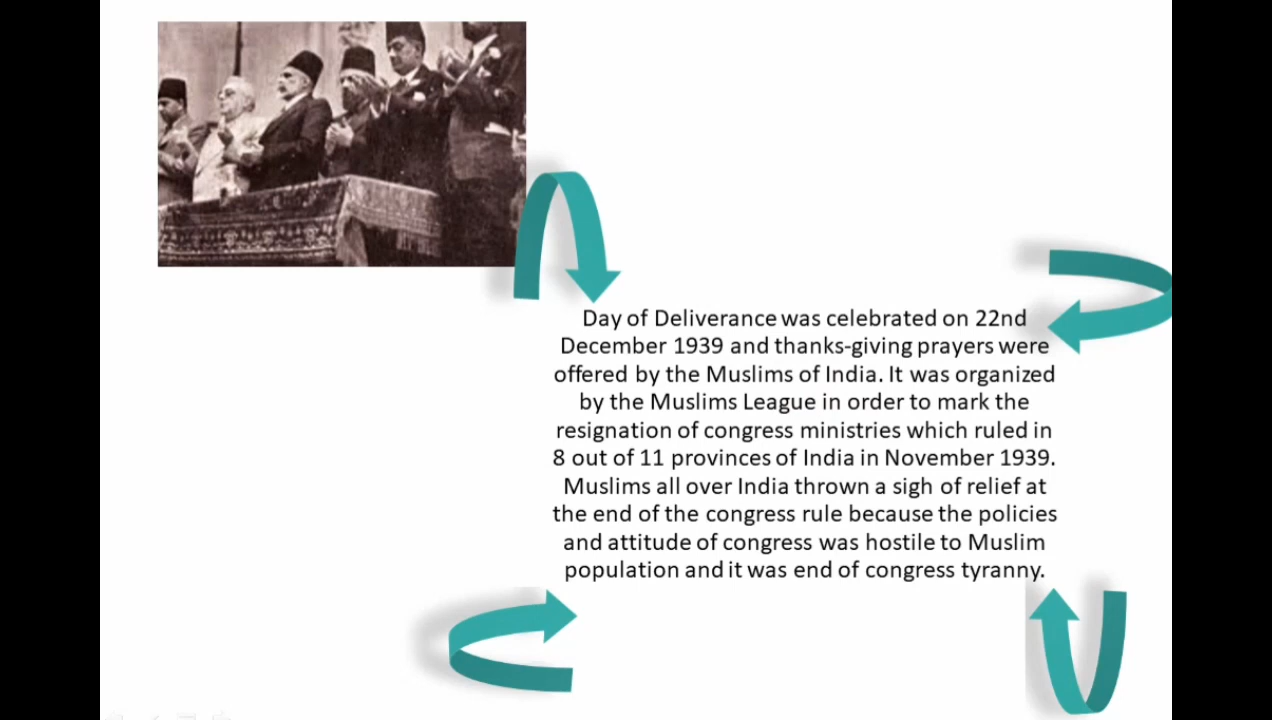 Day of Deliverance was celebrated on 22nd
December 1939 and thanks-giving prayers were
offered by the Muslims of India. It was organized
by the Muslims League in order to mark the
resignation of congress ministries which ruled in
8 out of 11 provinces of India in November 1939.
Muslims all over India thrown a sigh of relief at
the end of the congress rule because the policies
and attitude of congress was hostile to Muslim
population and it was end of congress tyranny.